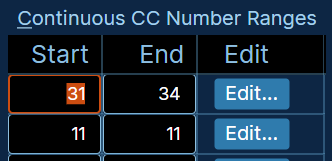 Continuous CC Number Ranges
Start End Edit
31 34 Edit...
11 11 Edit...